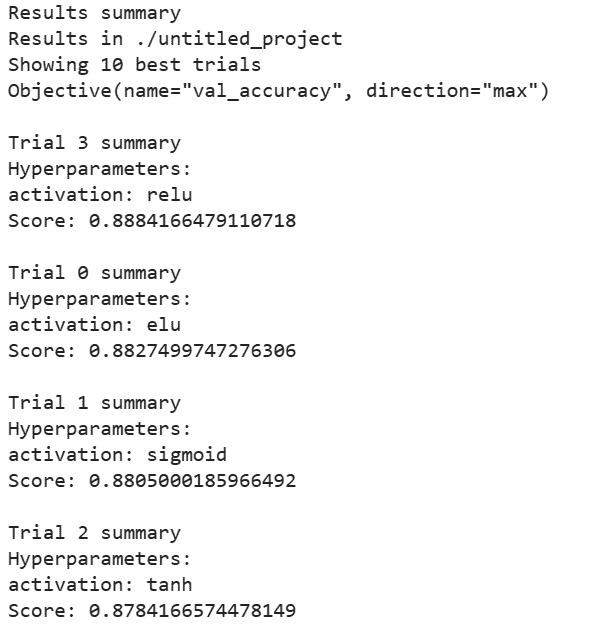 Results summary
Results in ./untitled_project
Showing 10 best trials
Objective(name="val_accuracy", direction="max")
Trial 3 summary
Hyperparameters:
activation: relu
Score: 0.8884166479110718
Trial 0 summary
Hyperparameters:
activation: elu
Score: 0.8827499747276306
Trial 1 summary
Hyperparameters:
activation: sigmoid
Score: 0.8805000185966492
Trial 2 summary
Hyperparameters:
activation: tanh
Score: 0.8784166574478149